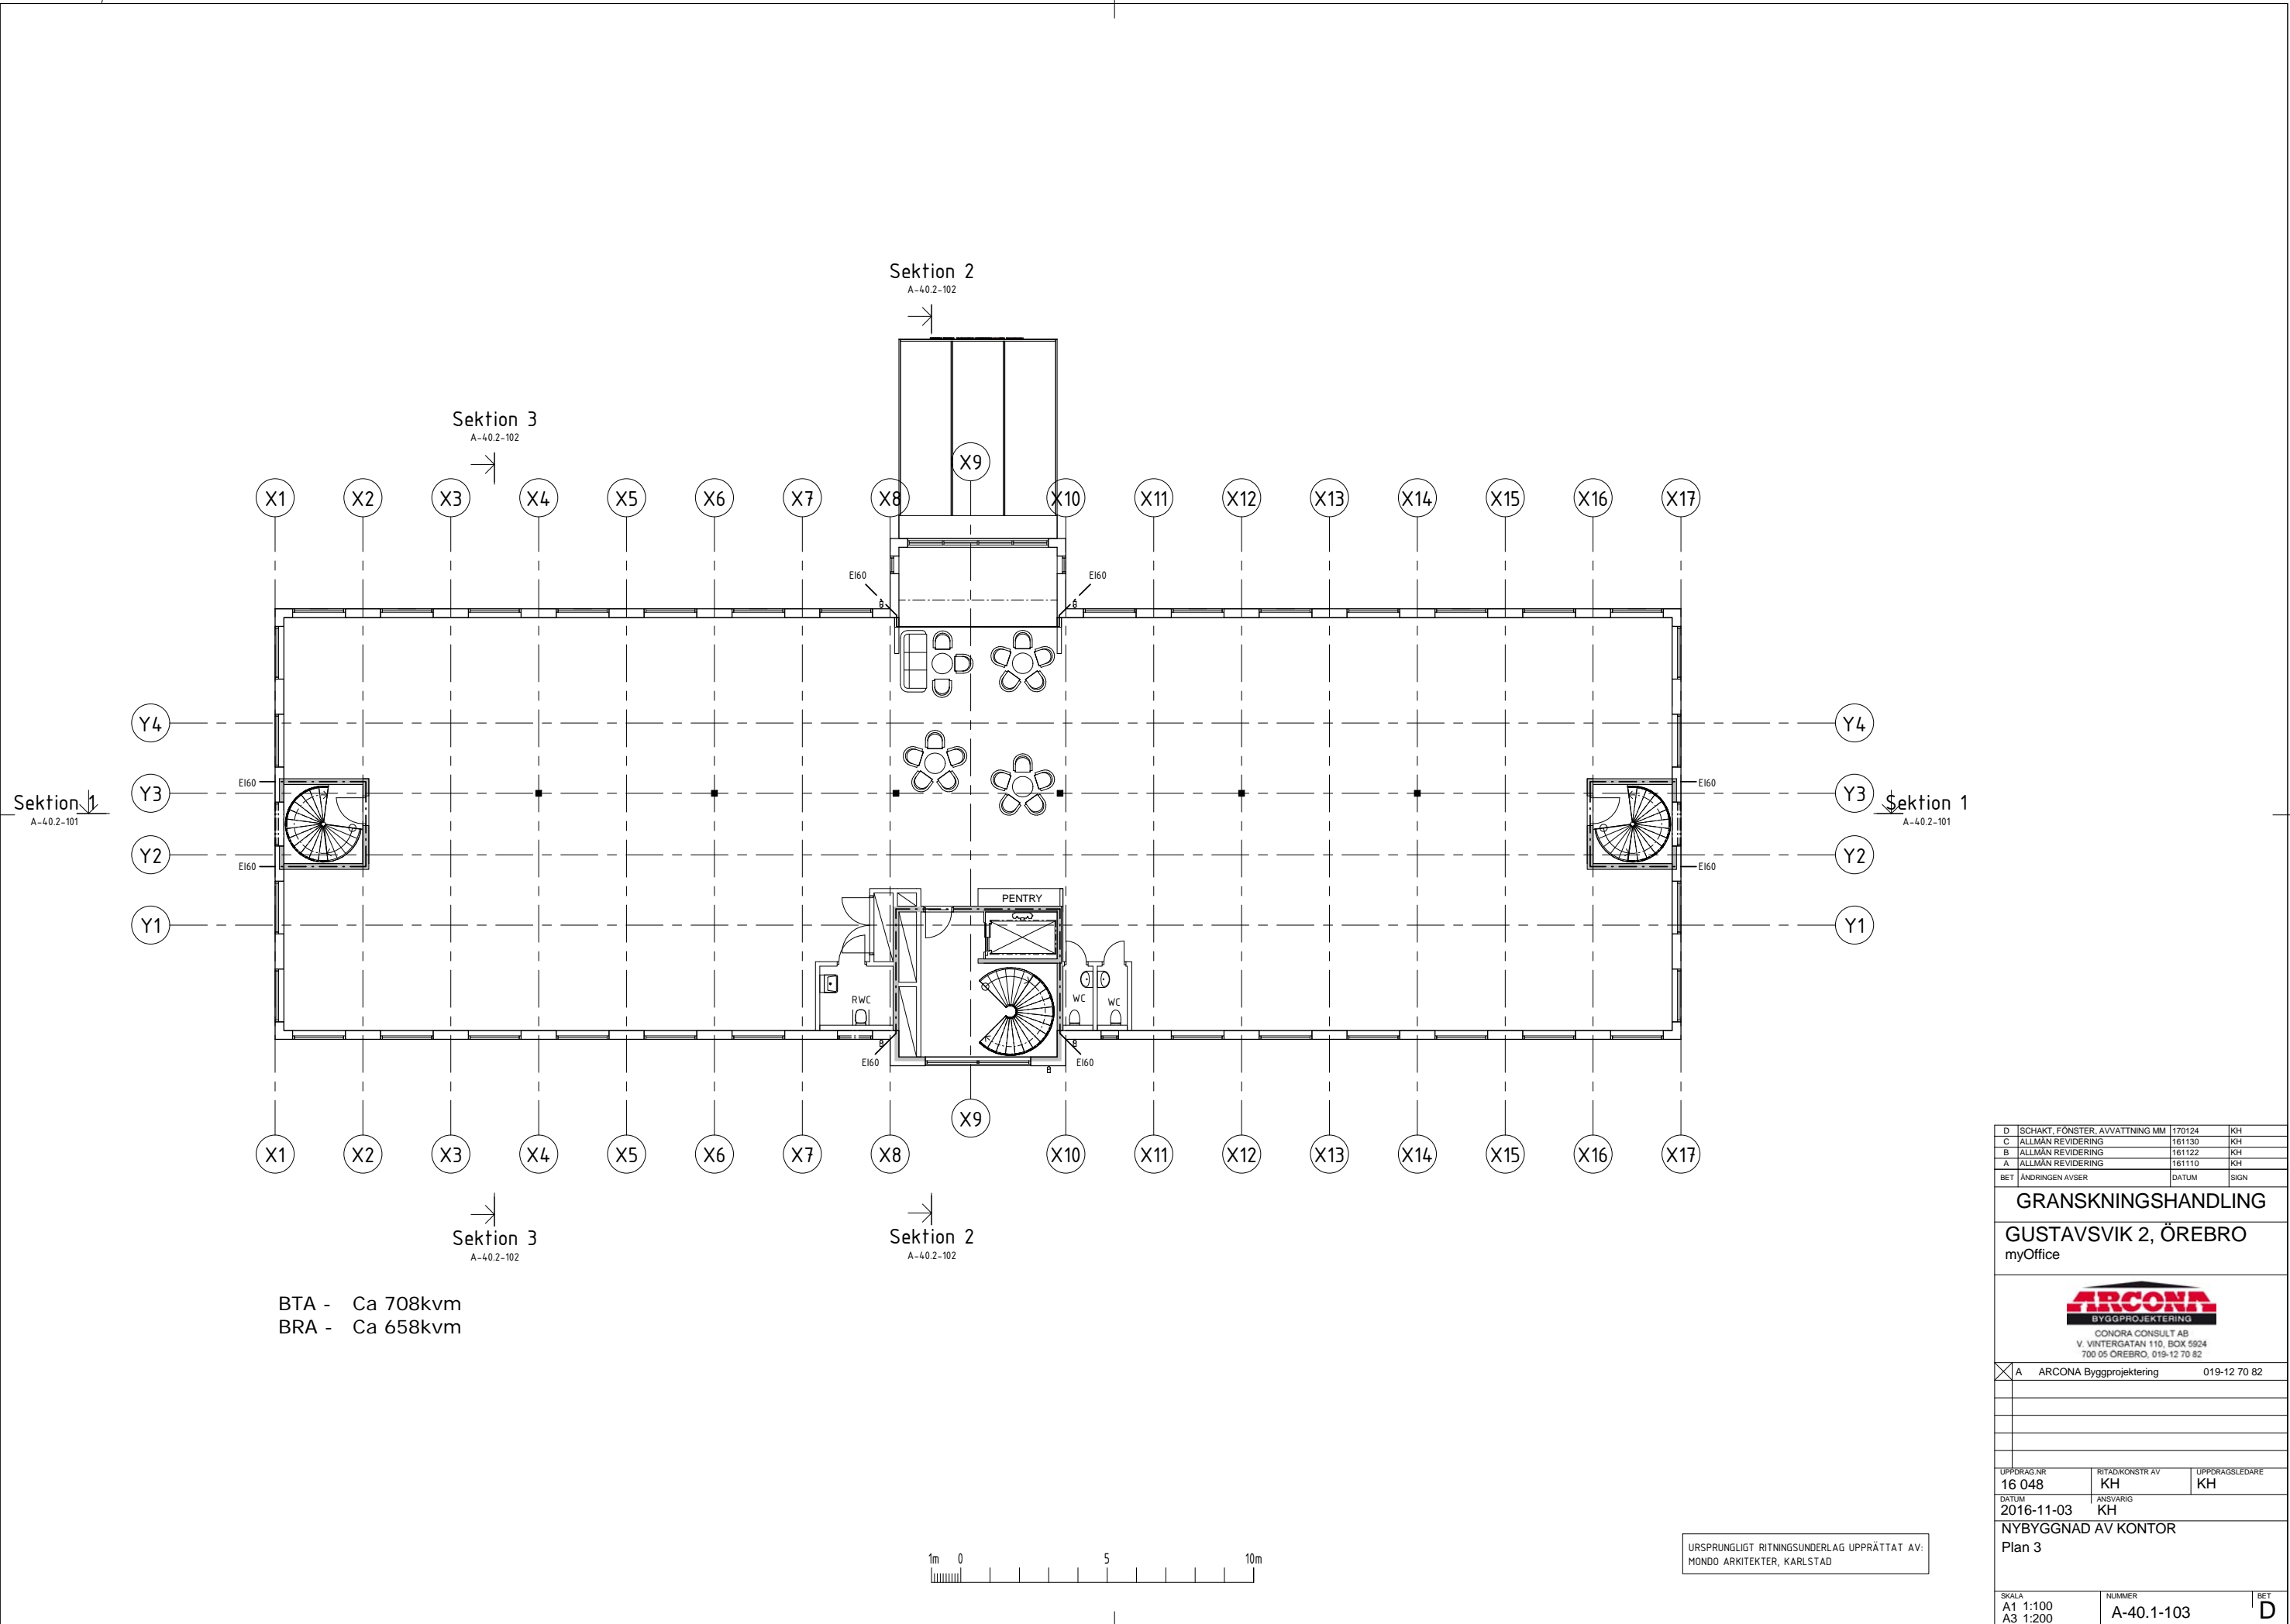 Sektion 2
A-40.2-102
Sektion 3
A-40.2-102
X9
X1 X2 X3 X4 X5 X6 X7 X8 X10 X11 X12 X13 X14 X15 X16 X17
EI60 EI60
Y4 Y4
EI60 EI60
Y3 Y3
Sektion 1 Sektion 1
A-40.2-101 A-40.2-101
Y2 Y2
EI60 EI60
PENTRY
Y1 Y1
RWC WC WC
EI60 EI60
X9
X1 X2 X3 X4 X5 X6 X7 X8 X10 X11 X12 X13 X14 X15 X16 X17
Sektion 3 Sektion 2
A-40.2-102 A-40.2-102
BTA - Ca 708kvm
BRA - Ca 658kvm
1m 0 5 10m
URSPRUNGLIGT RITNINGSUNDERLAG UPPRÄTTAT AV:
MONDO ARKITEKTER, KARLSTAD
D SCHAKT, FÖNSTER, AVVATTNING MM 170124 KH
C ALLMÄN REVIDERING 161130 KH
B ALLMÄN REVIDERING 161122 KH
A ALLMÄN REVIDERING 161110 KH
BET ÄNDRINGEN AVSER DATUM SIGN
GRANSKNINGSHANDLING
GUSTAVSVIK 2, ÖREBRO
myOffice
ARCONA
BYGGPROJEKTERING
CONORA CONSULT AB
V. VINTERGATAN 110, BOX 5924
700 05 ÖREBRO, 019-12 70 82
A ARCONA Byggprojektering 019-12 70 82
UPPDRAG.NR RITAD/KONSTR AV UPPDRAGSLEDARE
16 048 KH KH
DATUM ANSVARIG
2016-11-03 KH
NYBYGGNAD AV KONTOR
Plan 3
SKALA NUMMER BET
A1 1:100
A3 1:200 A-40.1-103 D